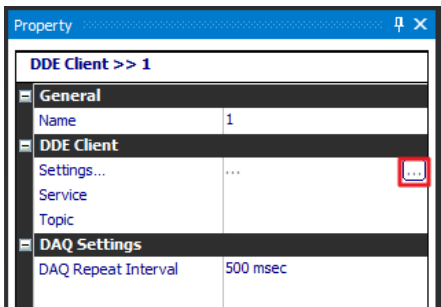 Property
DDE Client >> 1
General
Name 1
DDE Client
Settings... ... ...
Service
Topic
DAQ Settings
DAQ Repeat Interval 500 msec